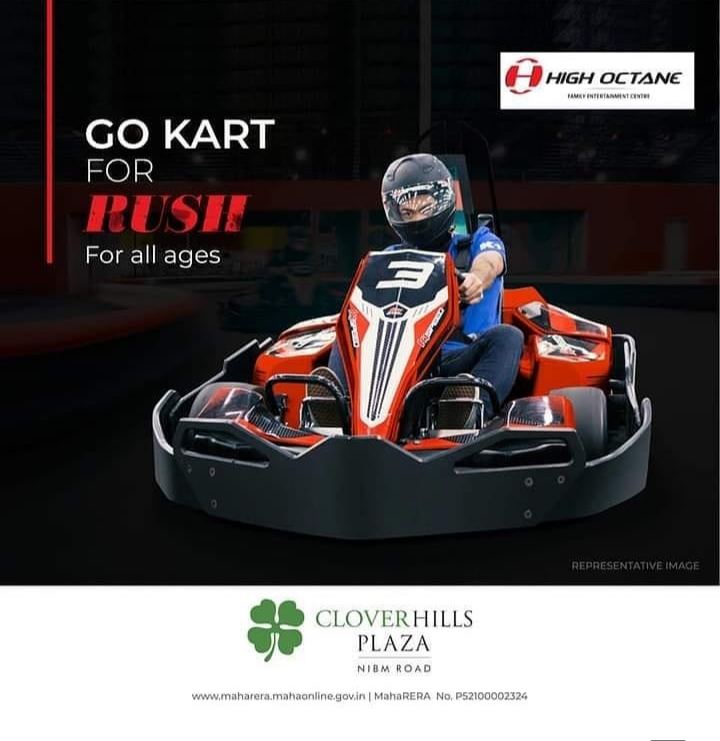 HIGH OCTANE
FAMILY ENTERTAINMENT CENTRE
GO KART
FOR
RUSH
For all ages
3
REPRESENTATIVE IMAGE
CLOVERHILLS
PLAZA
NIBM ROAD
www.maharera.mahaonline.gov.in | MahaRERA No. P52100002324